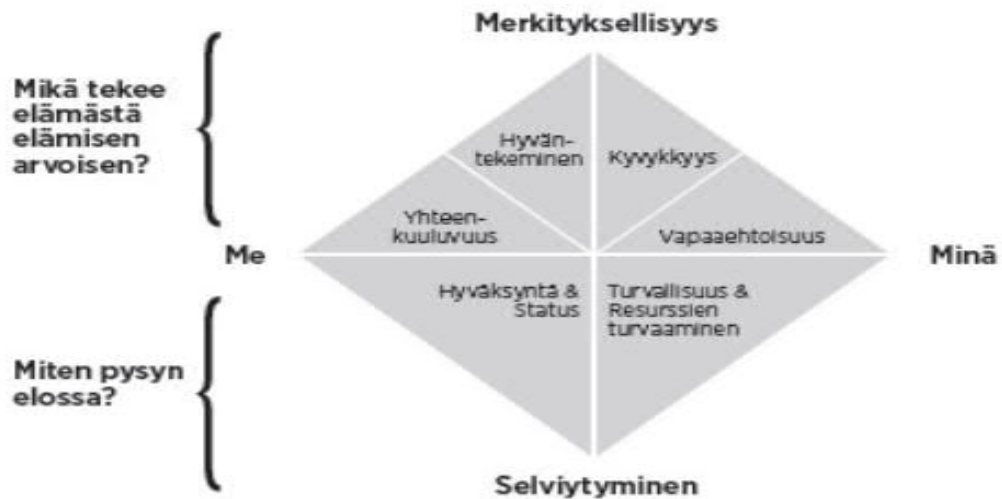 Merkityksellisyys
Mikä tekee
elämästä
elämisen
arvoisen?
Hyvän-
tekeminen
Kyvykkyys
Yhteen-
kuuluvuus
Vapaaehtoisuus
Me
Minä
Hyväksyntä &
Status
Turvallisuus &
Resurssien
turvaaminen
Miten pysyn
elossa?
Selviytyminen